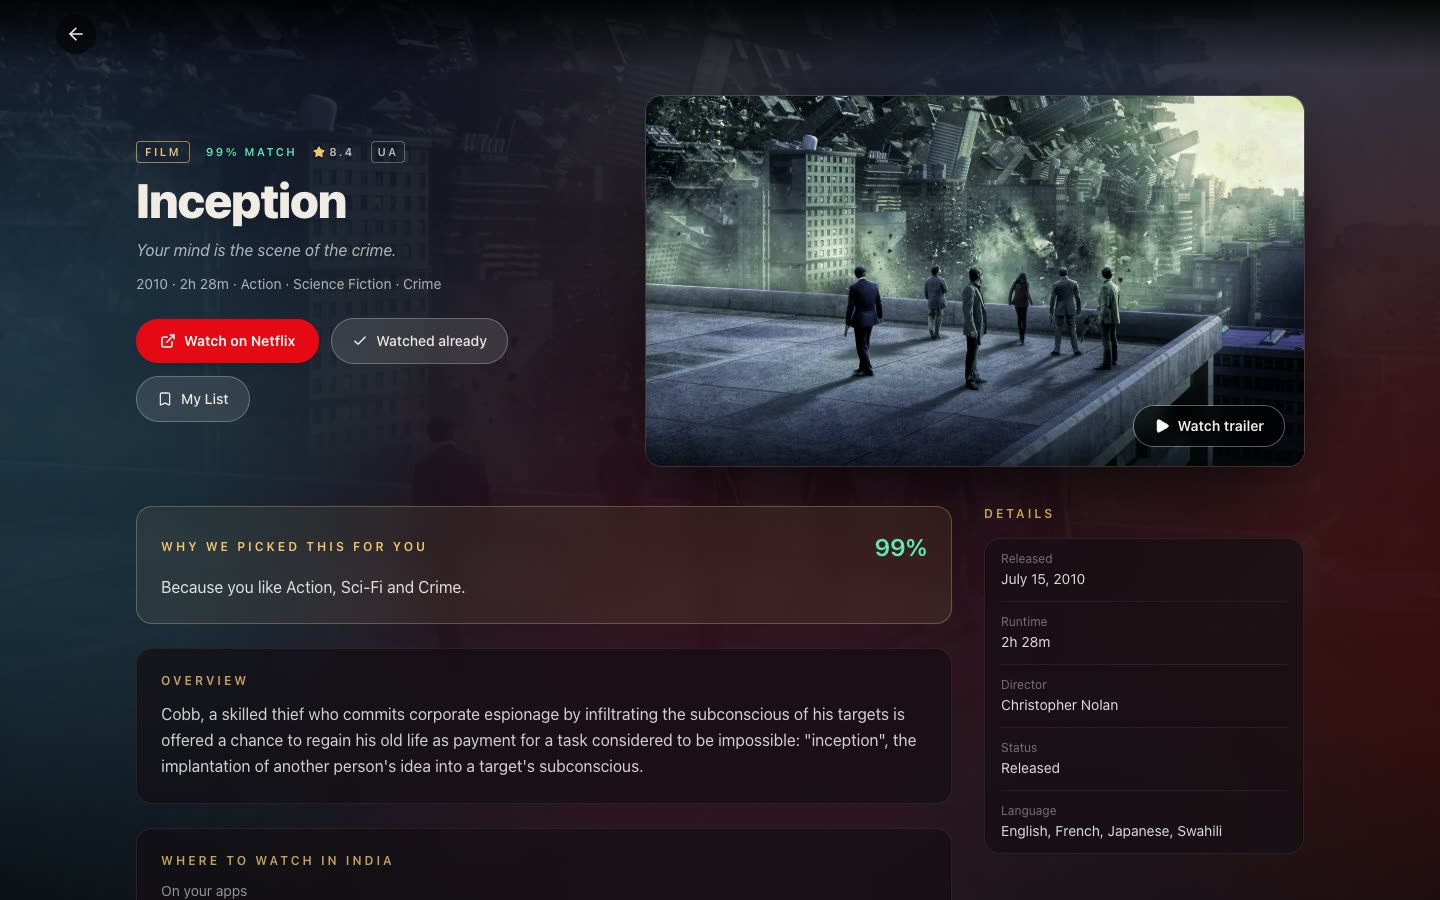 FILM 99% MATCH 8.4 UA
Inception
Your mind is the scene of the crime.
2010 · 2h 28m · Action · Science Fiction · Crime
Watch on Netflix
Watched already
My List
Watch trailer
WHY WE PICKED THIS FOR YOU
99%
Because you like Action, Sci-Fi and Crime.
OVERVIEW
Cobb, a skilled thief who commits corporate espionage by infiltrating the subconscious of his targets is
offered a chance to regain his old life as payment for a task considered to be impossible: "inception", the
implantation of another person's idea into a target's subconscious.
WHERE TO WATCH IN INDIA
On your apps
DETAILS
Released
July 15, 2010
Runtime
2h 28m
Director
Christopher Nolan
Status
Released
Language
English, French, Japanese, Swahili